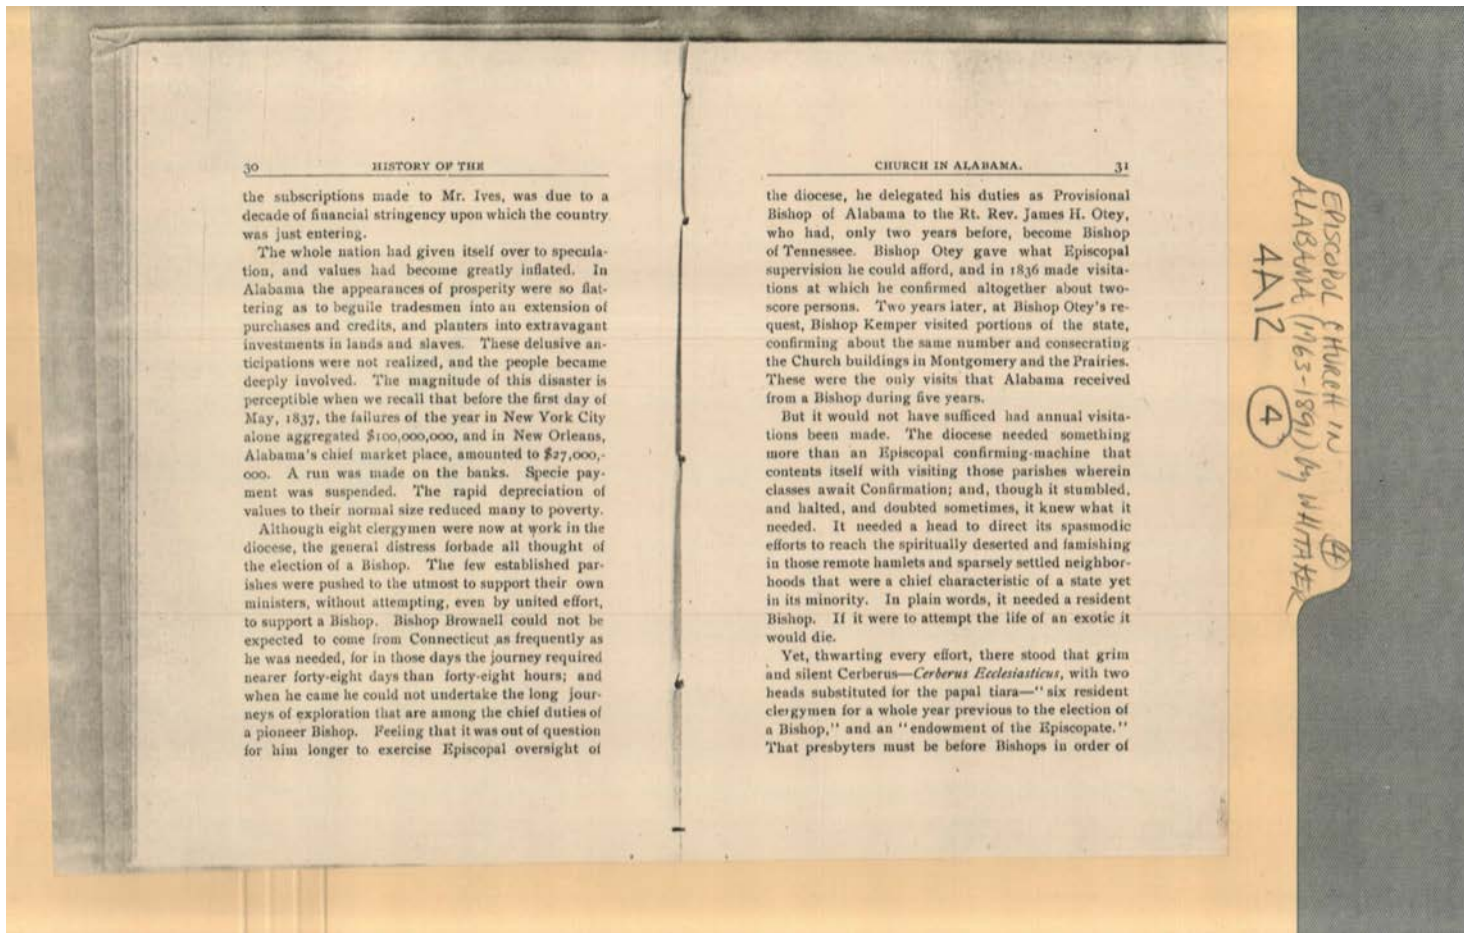 30 HISTORY OF THE
the subscriptions made to Mr. Ives, was due to a
decade of financial stringency upon which the country
was just entering.
The whole nation had given itself over to specula-
tion, and values had become greatly inflated. In
Alabama the appearances of prosperity were so flat-
tering as to beguile tradesmen into an extension of
purchases and credits, and planters into extravagant
investments in lands and slaves. These delusive an-
ticipations were not realized, and the people became
deeply involved. The magnitude of this disaster is
perceptible when we recall that before the first day of
May, 1837, the failures of the year in New York City
alone aggregated $100,000,000, and in New Orleans,
Alabama's chief market place, amounted to $27,000,-
000. A run was made on the banks. Specie pay-
ment was suspended. The rapid depreciation of
values to their normal size reduced many to poverty.
Although eight clergymen were now at work in the
diocese, the general distress forbade all thought of
the election of a Bishop. The few established par-
ishes were pushed to the utmost to support their own
ministers, without attempting, even by united effort,
to support a Bishop. Bishop Brownell could not be
expected to come from Connecticut as frequently as
he was needed, for in those days the journey required
nearer forty-eight days than forty-eight hours; and
when he came he could not undertake the long jour-
neys of exploration that are among the chief duties of
a pioneer Bishop. Feeling that it was out of question
for him longer to exercise Episcopal oversight of
CHURCH IN ALABAMA. 31
the diocese, he delegated his duties as Provisional
Bishop of Alabama to the Rt. Rev. James H. Otey,
who had, only two years before, become Bishop
of Tennessee. Bishop Otey gave what Episcopal
supervision he could afford, and in 1836 made visita-
tions at which he confirmed altogether about two-
score persons. Two years later, at Bishop Otey's re-
quest, Bishop Kemper visited portions of the state,
confirming about the same number and consecrating
the Church buildings in Montgomery and the Prairies.
These were the only visits that Alabama received
from a Bishop during five years.
But it would not have sufficed had annual visita-
tions been made. The diocese needed something
more than an Episcopal confirming-machine that
contents itself with visiting those parishes wherein
classes await Confirmation; and, though it stumbled,
and halted, and doubted sometimes, it knew what it
needed. It needed a head to direct its spasmodic
efforts to reach the spiritually deserted and famishing
in those remote hamlets and sparsely settled neighbor-
hoods that were a chief characteristic of a state yet
in its minority. In plain words, it needed a resident
Bishop. If it were to attempt the life of an exotic it
would die.
Yet, thwarting every effort, there stood that grim
and silent Cerberus—Cerberus Ecclesiasticus, with two
heads substituted for the papal tiara—"six resident
clergymen for a whole year previous to the election of
a Bishop," and an "endowment of the Episcopate."
That presbyters must be before Bishops in order of
EPISCOPOL CHURCH IN
ALABAMA (1763-1891) by WHITAKER
4A12 4